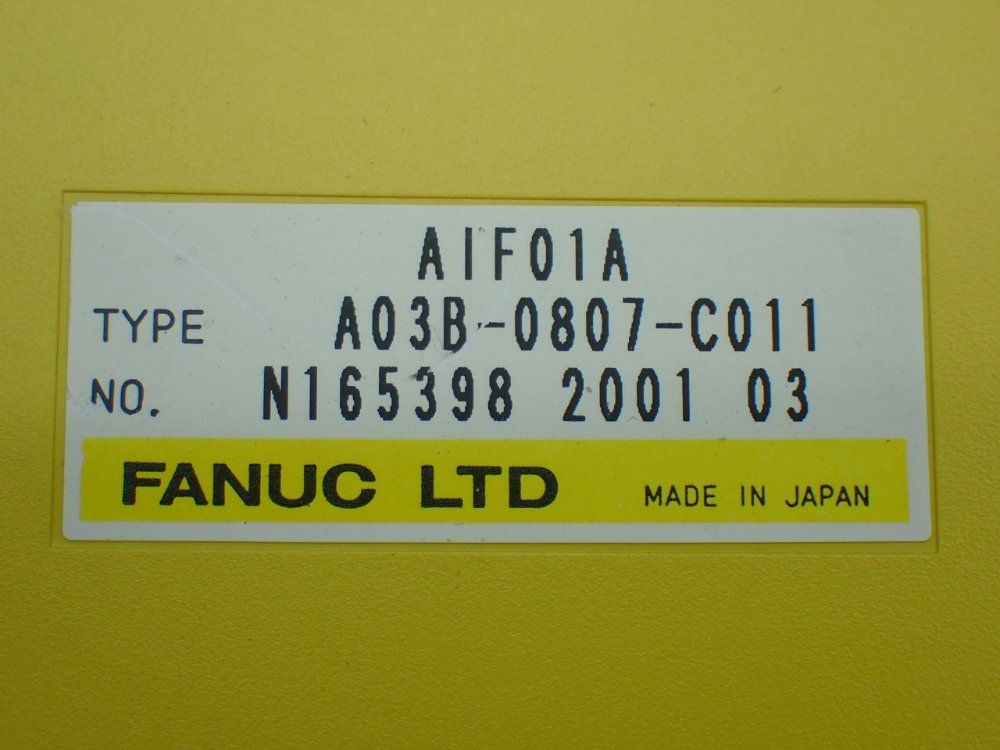 AIF01A
TYPE A03B-0807-C011
NO. N165398 2001 03
FANUC LTD MADE IN JAPAN